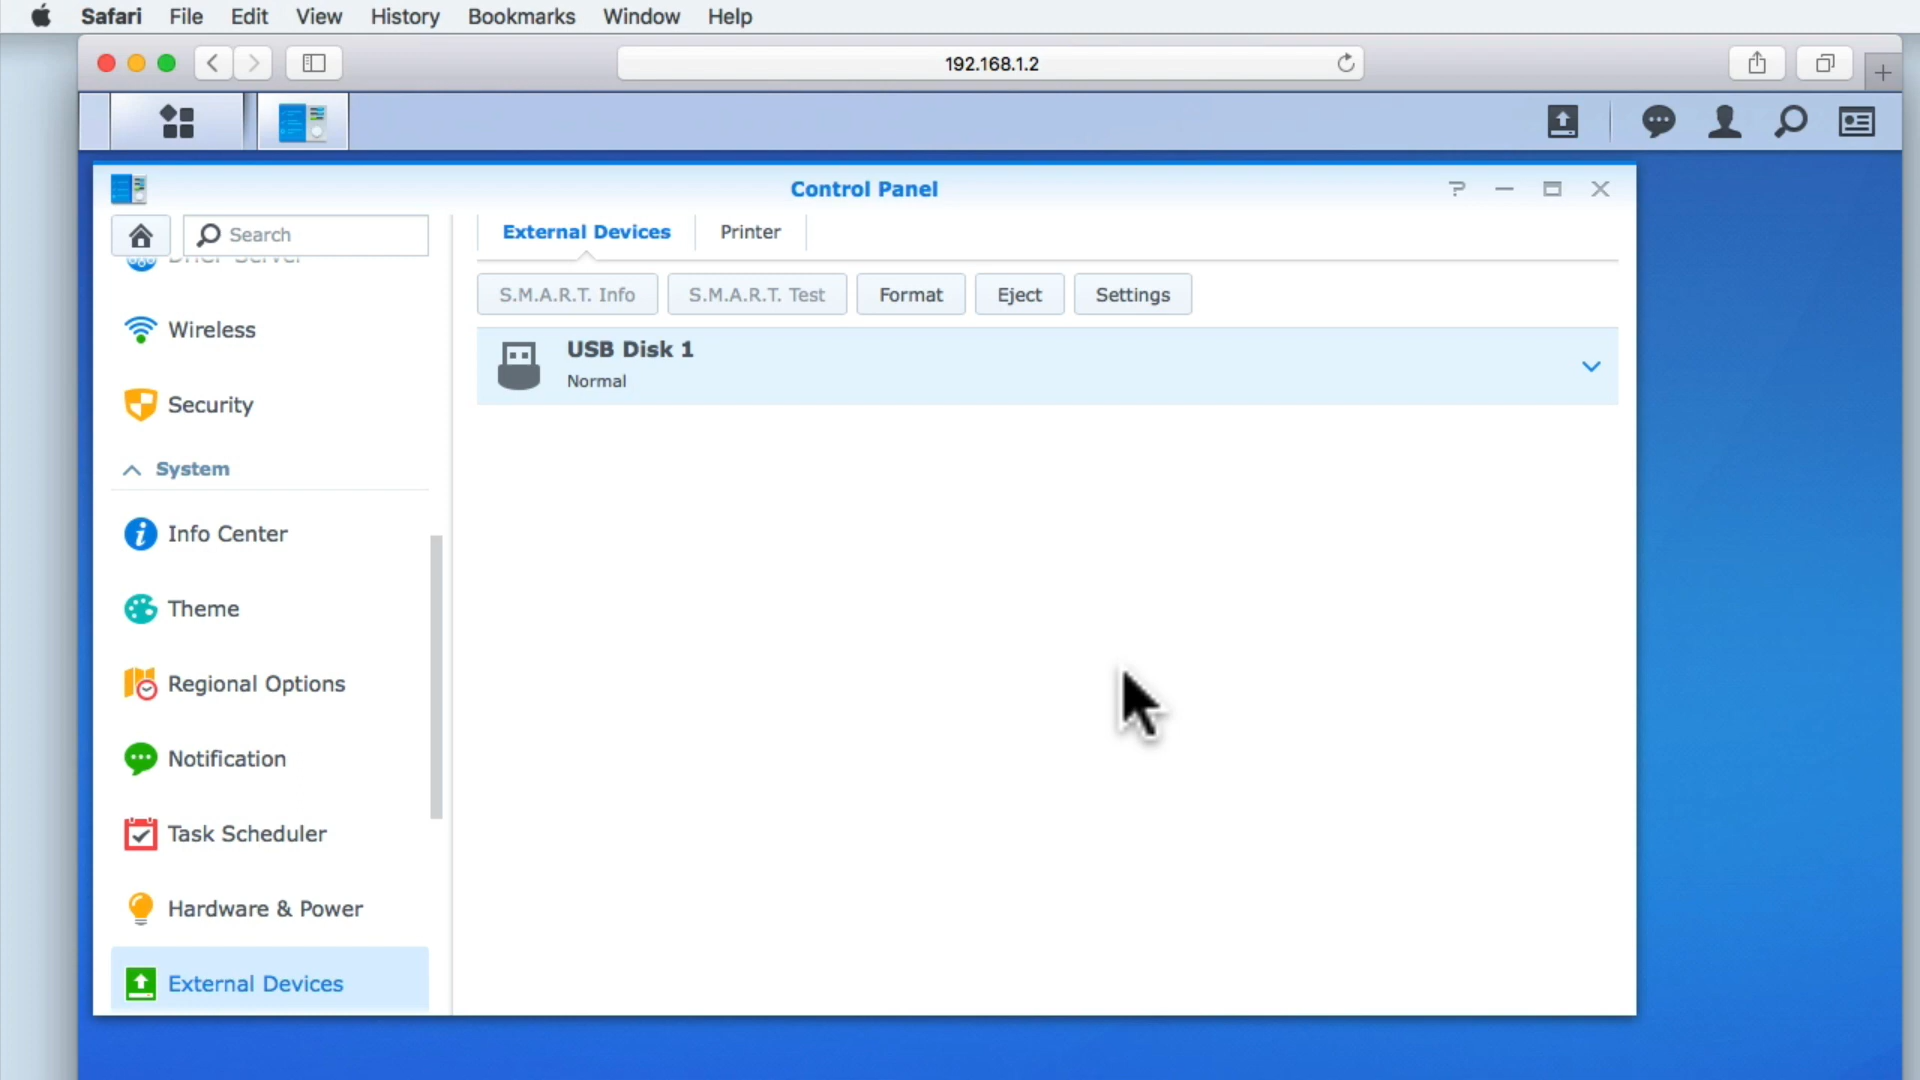 Safari File Edit View History Bookmarks Window Help
192.168.1.2
Control Panel
Search
External Devices Printer
DHCP Server
S.M.A.R.T. Info S.M.A.R.T. Test Format Eject Settings
Wireless
USB Disk 1
Normal
Security
System
Info Center
Theme
Regional Options
Notification
Task Scheduler
Hardware & Power
External Devices